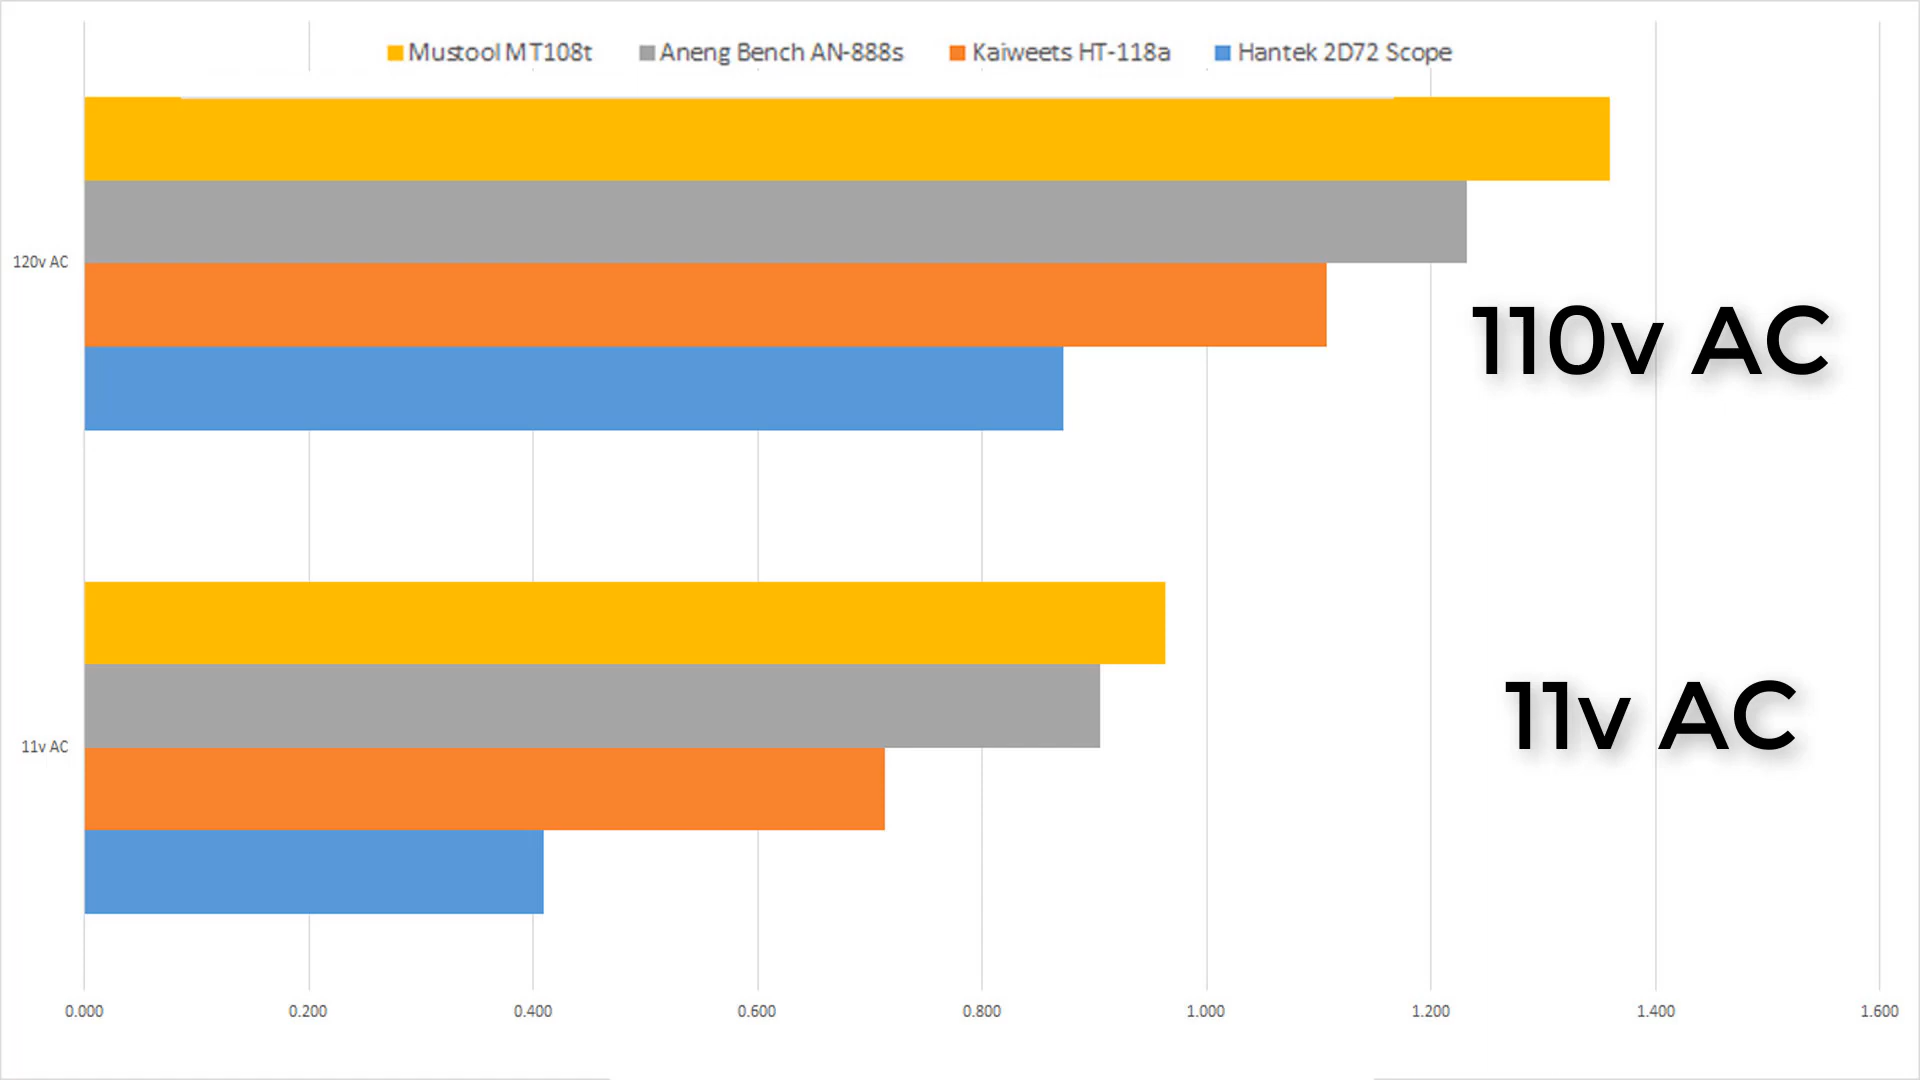 Mustool MT108t Aneng Bench AN-888s Kaiweets HT-118a Hantek 2D72 Scope
120v AC
110v AC
11v AC
11v AC
0.000 0.200 0.400 0.600 0.800 1.000 1.200 1.400 1.600